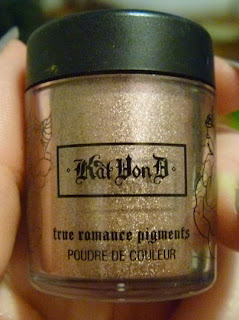 · Kat Von D ·
true romance pigments
POUDRE DE COULEUR